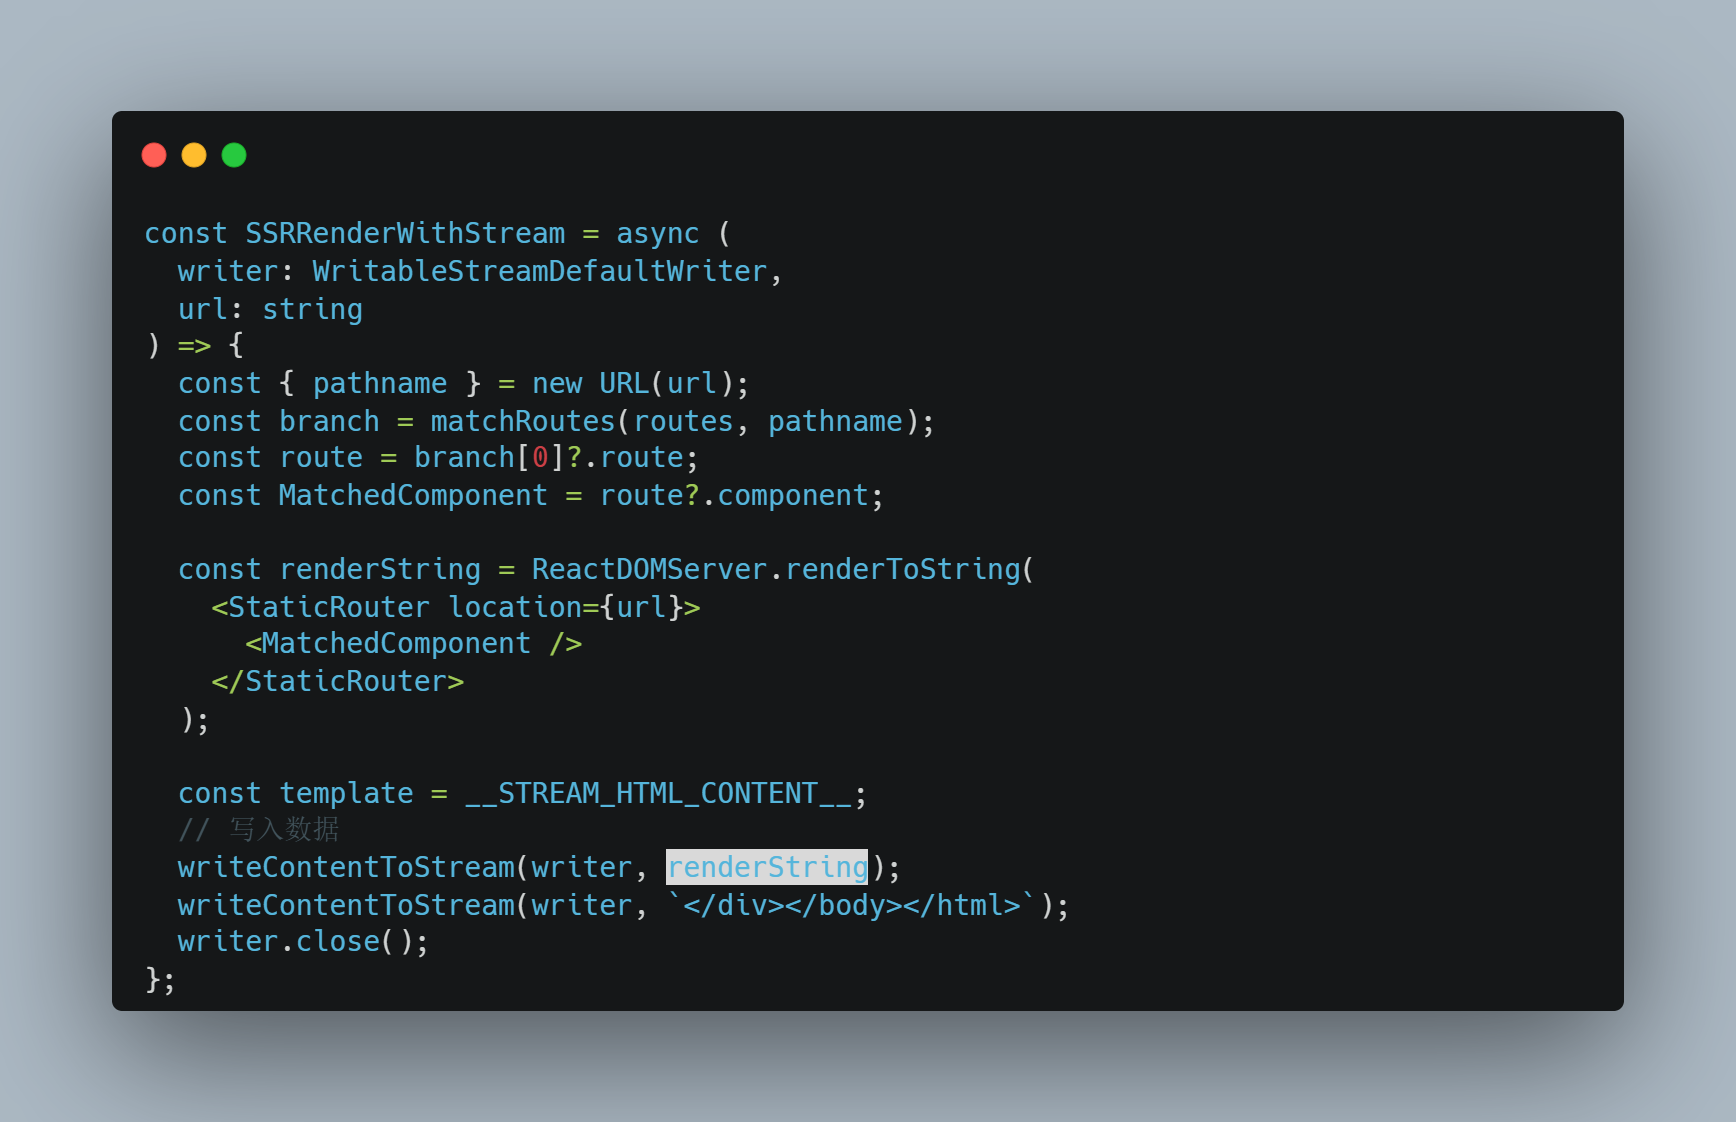 const SSRRenderWithStream = async (
  writer: WritableStreamDefaultWriter,
  url: string
) => {
  const { pathname } = new URL(url);
  const branch = matchRoutes(routes, pathname);
  const route = branch[0]?.route;
  const MatchedComponent = route?.component;

  const renderString = ReactDOMServer.renderToString(
    <StaticRouter location={url}>
      <MatchedComponent />
    </StaticRouter>
  );

  const template = __STREAM_HTML_CONTENT__;
  // 写入数据
  writeContentToStream(writer, renderString);
  writeContentToStream(writer, `</div></body></html>`);
  writer.close();
};